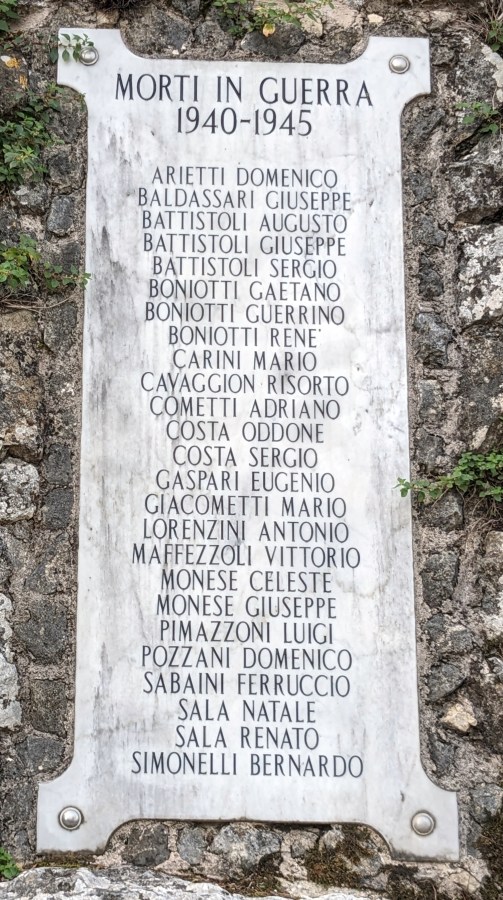 MORTI IN GUERRA
1940-1945
ARIETTI DOMENICO
BALDASSARI GIUSEPPE
BATTISTOLI AUGUSTO
BATTISTOLI GIUSEPPE
BATTISTOLI SERGIO
BONIOTTI GAETANO
BONIOTTI GUERRINO
BONIOTTI RENE'
CARINI MARIO
CAVAGGION RISORTO
COMETTI ADRIANO
COSTA ODDONE
COSTA SERGIO
GASPARI EUGENIO
GIACOMETTI MARIO
LORENZINI ANTONIO
MAFFEZZOLI VITTORIO
MONESE CELESTE
MONESE GIUSEPPE
PIMAZZONI LUIGI
POZZANI DOMENICO
SABAINI FERRUCCIO
SALA NATALE
SALA RENATO
SIMONELLI BERNARDO